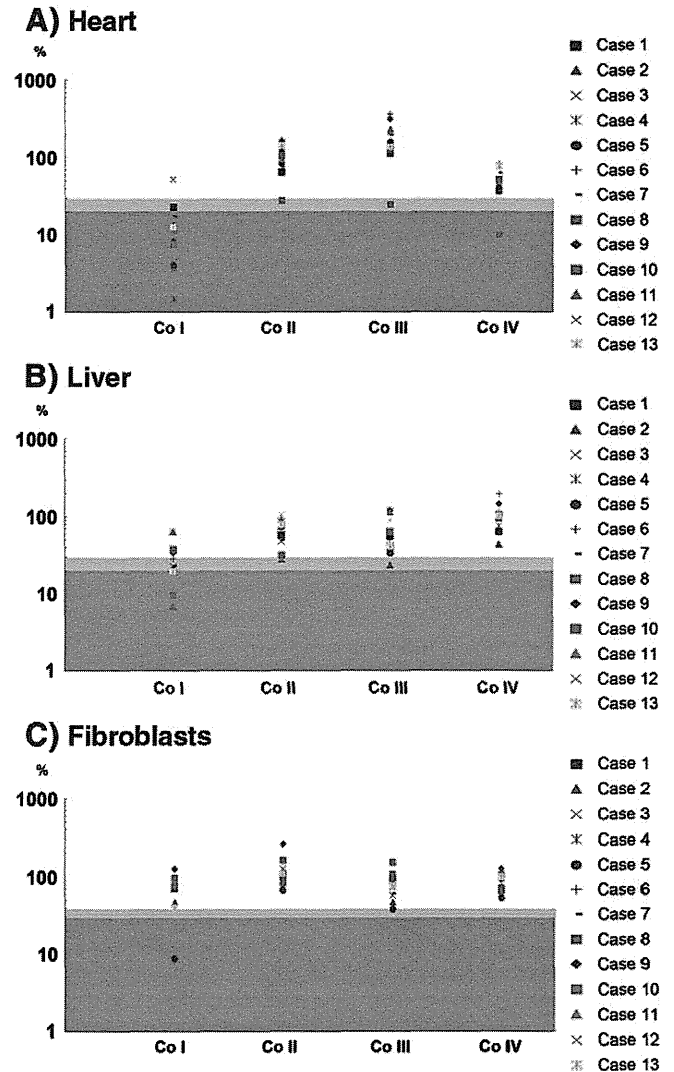 A) Heart
%
1000
100
10
1
Co I Co II Co III Co IV
Case 1
Case 2
Case 3
Case 4
Case 5
Case 6
Case 7
Case 8
Case 9
Case 10
Case 11
Case 12
Case 13
B) Liver
%
1000
100
10
1
Co I Co II Co III Co IV
Case 1
Case 2
Case 3
Case 4
Case 5
Case 6
Case 7
Case 8
Case 9
Case 10
Case 11
Case 12
Case 13
C) Fibroblasts
%
1000
100
10
1
Co I Co II Co III Co IV
Case 1
Case 2
Case 3
Case 4
Case 5
Case 6
Case 7
Case 8
Case 9
Case 10
Case 11
Case 12
Case 13